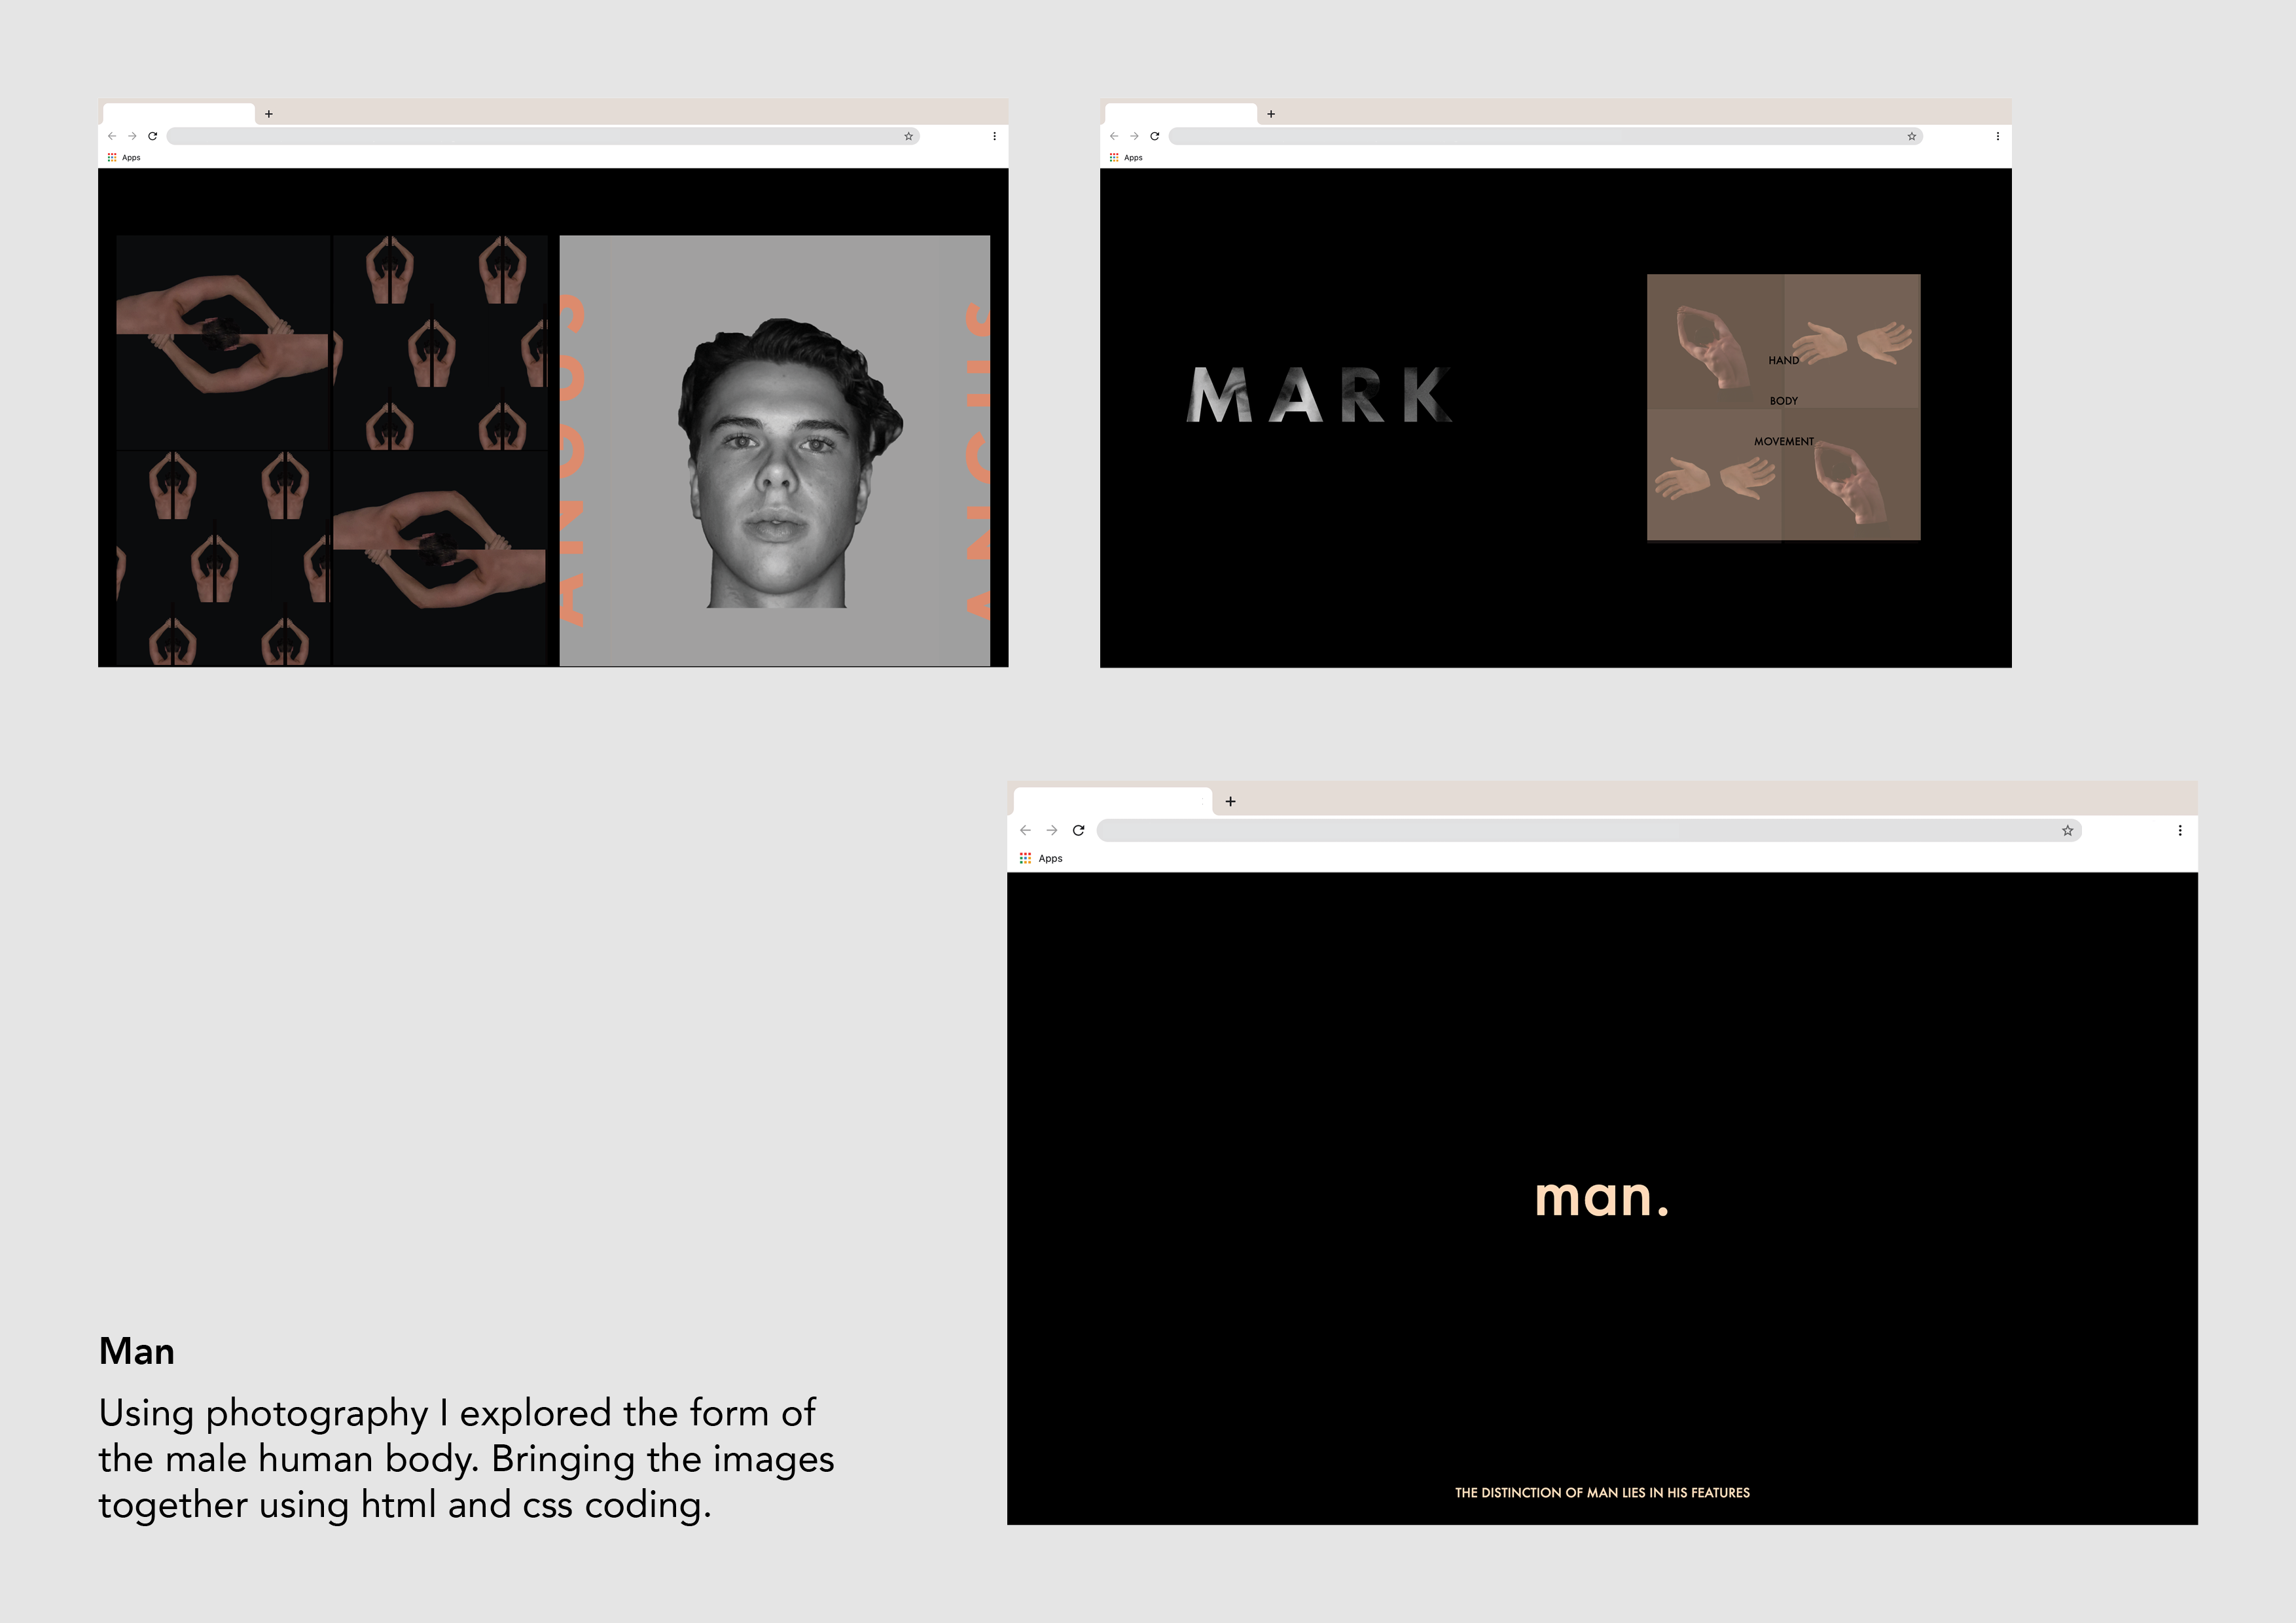 Apps
ANGUS
ANGUS
Apps
MARK
HAND
BODY
MOVEMENT
Apps
man.
THE DISTINCTION OF MAN LIES IN HIS FEATURES
Man
Using photography I explored the form of
the male human body. Bringing the images
together using html and css coding.